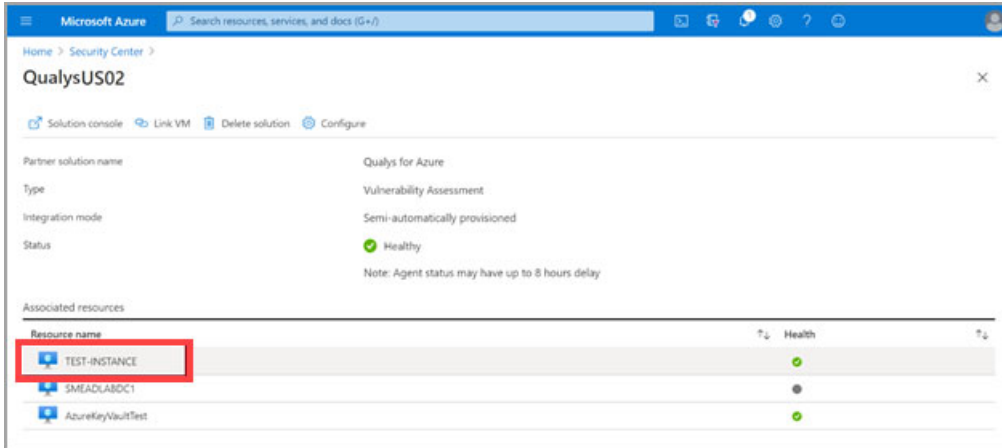 Microsoft Azure
Search resources, services, and docs (G+/)
1
Home > Security Center >
QualysUS02
Solution console Link VM Delete solution Configure
Partner solution name Qualys for Azure
Type Vulnerability Assessment
Integration mode Semi-automatically provisioned
Status Healthy
Note: Agent status may have up to 8 hours delay
Associated resources
Resource name ↑↓ Health ↑↓
TEST-INSTANCE
SMEADLABDC1
AzureKeyVaultTest